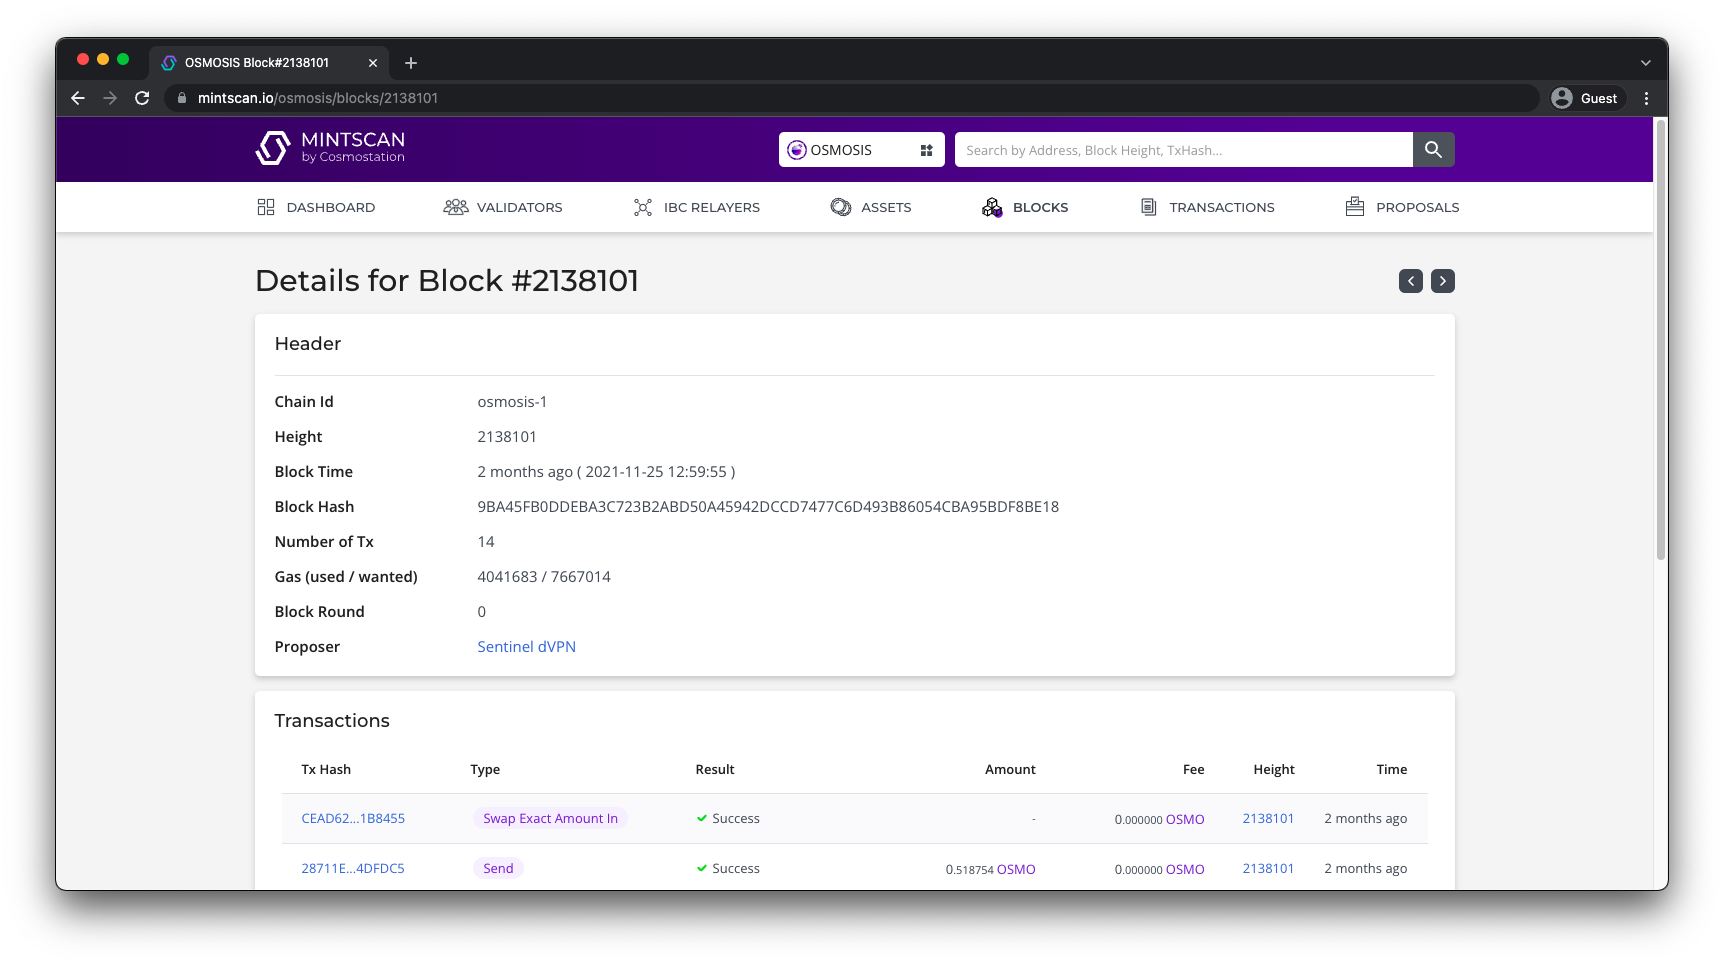 OSMOSIS Block#2138101
mintscan.io/osmosis/blocks/2138101
Guest
MINTSCAN
by Cosmostation
OSMOSIS
Search by Address, Block Height, TxHash...
DASHBOARD VALIDATORS IBC RELAYERS ASSETS BLOCKS TRANSACTIONS PROPOSALS
Details for Block #2138101
Header
Chain Id osmosis-1
Height 2138101
Block Time 2 months ago ( 2021-11-25 12:59:55 )
Block Hash 9BA45FB0DDEBA3C723B2ABD50A45942DCCD7477C6D493B86054CBA95BDF8BE18
Number of Tx 14
Gas (used / wanted) 4041683 / 7667014
Block Round 0
Proposer Sentinel dVPN
Transactions
Tx Hash Type Result Amount Fee Height Time
CEAD62...1B8455 Swap Exact Amount In Success - 0.000000 OSMO 2138101 2 months ago
28711E...4DFDC5 Send Success 0.518754 OSMO 0.000000 OSMO 2138101 2 months ago